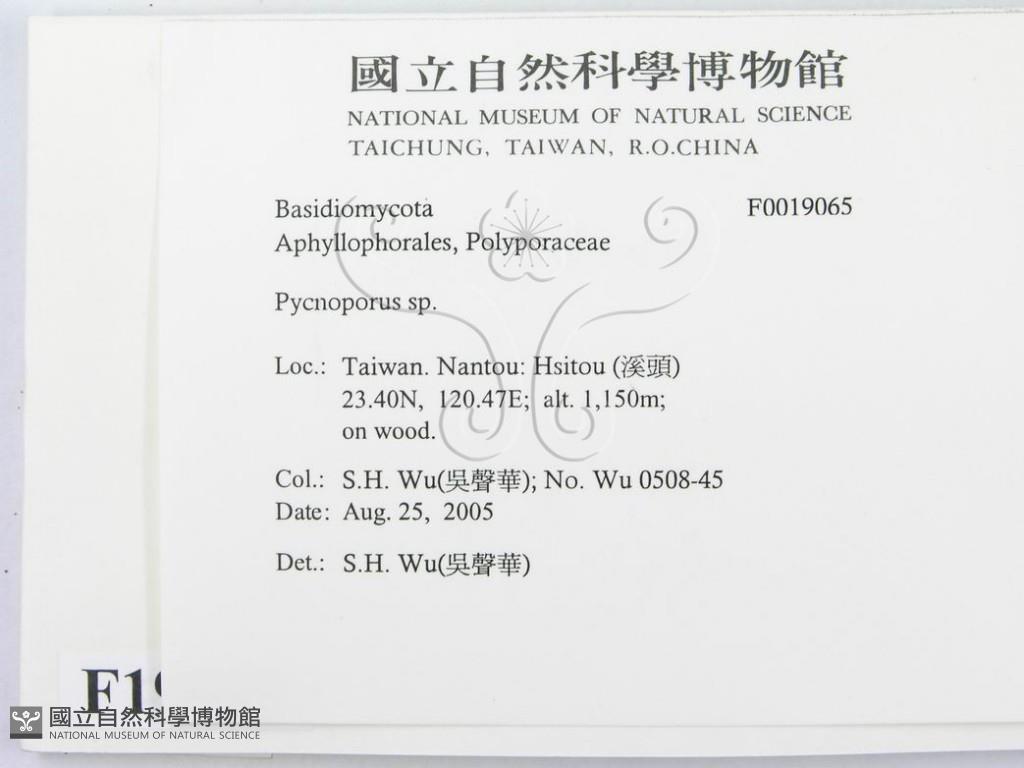 國立自然科學博物館
NATIONAL MUSEUM OF NATURAL SCIENCE
TAICHUNG, TAIWAN, R.O.CHINA
Basidiomycota F0019065
Aphyllophorales, Polyporaceae
Pycnoporus sp.
Loc.: Taiwan. Nantou: Hsitou (溪頭)
23.40N, 120.47E; alt. 1,150m;
on wood.
Col.: S.H. Wu(吳聲華); No. Wu 0508-45
Date: Aug. 25, 2005
Det.: S.H. Wu(吳聲華)
國立自然科學博物館
NATIONAL MUSEUM OF NATURAL SCIENCE